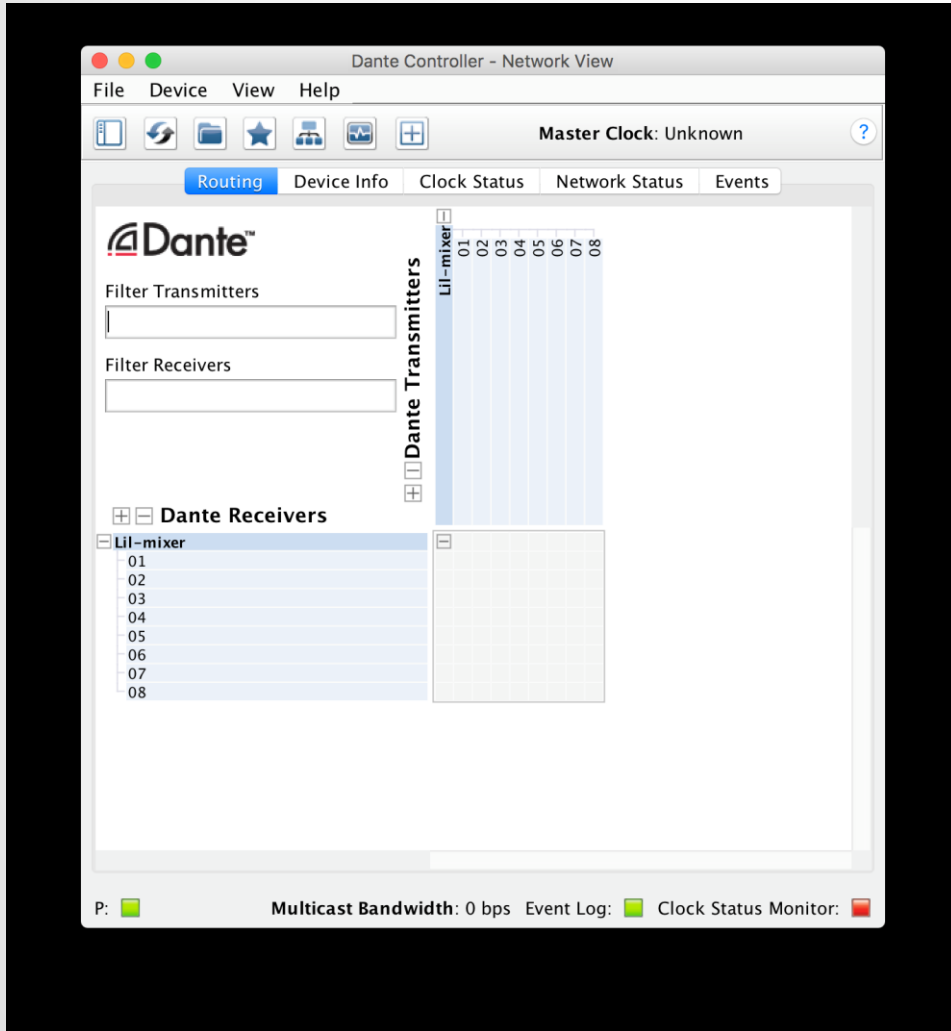 Dante Controller - Network View
File Device View Help
Master Clock: Unknown
?
Routing Device Info Clock Status Network Status Events
Dante™
Filter Transmitters
Filter Receivers
Dante Transmitters
Lil-mixer
01
02
03
04
05
06
07
08
Dante Receivers
Lil-mixer
01
02
03
04
05
06
07
08
P: Multicast Bandwidth: 0 bps Event Log: Clock Status Monitor: